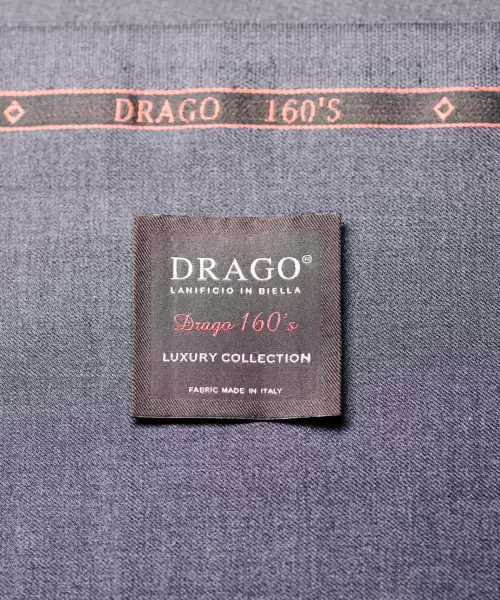 DRAGO 160'S
DRAGO®
LANIFICIO IN BIELLA
Drago 160's
LUXURY COLLECTION
FABRIC MADE IN ITALY